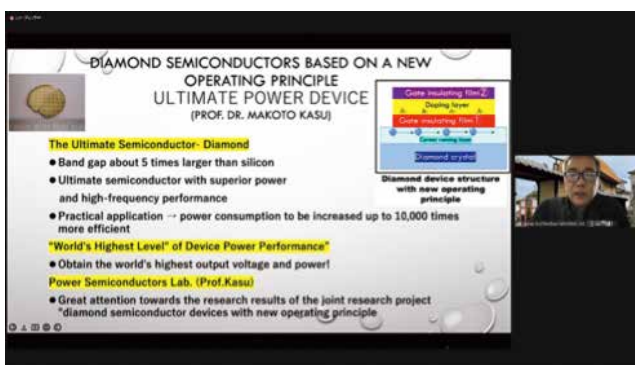 DIAMOND SEMICONDUCTORS BASED ON A NEW
OPERATING PRINCIPLE
ULTIMATE POWER DEVICE
(PROF. DR. MAKOTO KASU)
The Ultimate Semiconductor- Diamond
● Band gap about 5 times larger than silicon
● Ultimate semiconductor with superior power
and high-frequency performance
● Practical application → power consumption to be increased up to 10,000 times
more efficient
"World's Highest Level" of Device Power Performance"
● Obtain the world's highest output voltage and power!
Power Semiconductors Lab. (Prof.Kasu)
● Great attention towards the research results of the joint research project
"diamond semiconductor devices with new operating principle
Gate insulating film 2
Doping layer
Gate insulating film 1
Diamond crystal
Diamond device structure
with new operating
principle